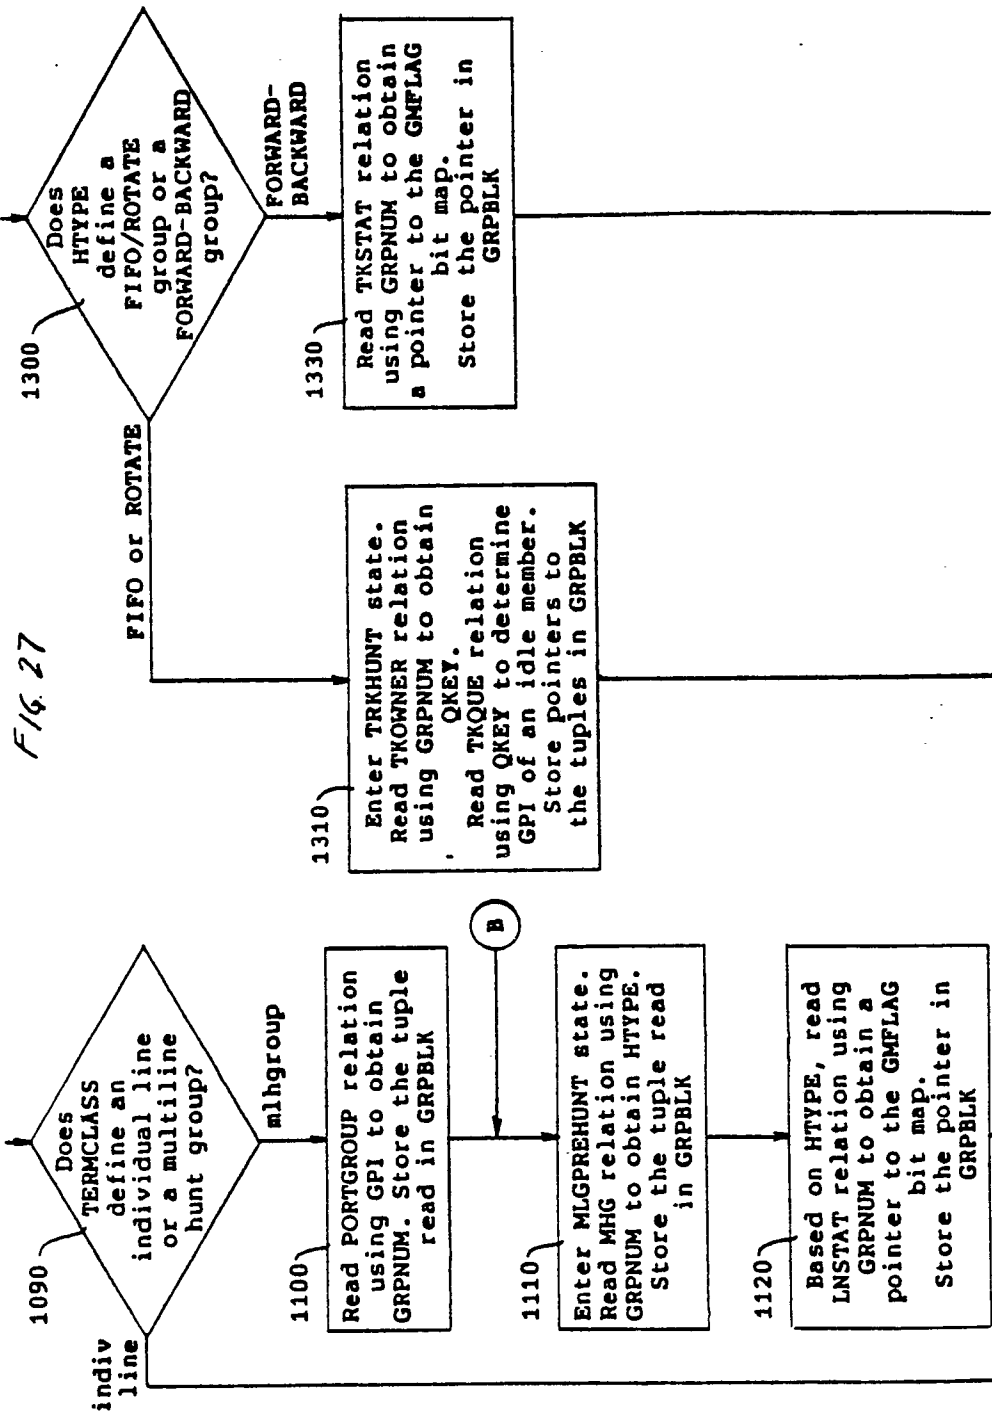 FIG. 27
1090
Does
TERMCLASS
define an
individual line
or a multiline
hunt group?
indiv
line
mlhgroup
1100
Read PORTGROUP relation
using GPI to obtain
GRPNUM. Store the tuple
read in GRPBLK
B
1110
Enter MLGPREHUNT state.
Read MHG relation using
GRPNUM to obtain HTYPE.
Store the tuple read
in GRPBLK
1120
Based on HTYPE, read
LNSTAT relation using
GRPNUM to obtain a
pointer to the GMFLAG
bit map.
Store the pointer in
GRPBLK
1300
Does
HTYPE
define a
FIFO/ROTATE
group or a
FORWARD-BACKWARD
group?
FIFO or ROTATE
FORWARD-
BACKWARD
1310
Enter TRKHUNT state.
Read TKOWNER relation
using GRPNUM to obtain
QKEY.
Read TKQUE relation
using QKEY to determine
GPI of an idle member.
Store pointers to
the tuples in GRPBLK
1330
Read TKSTAT relation
using GRPNUM to obtain
a pointer to the GMFLAG
bit map.
Store the pointer in
GRPBLK